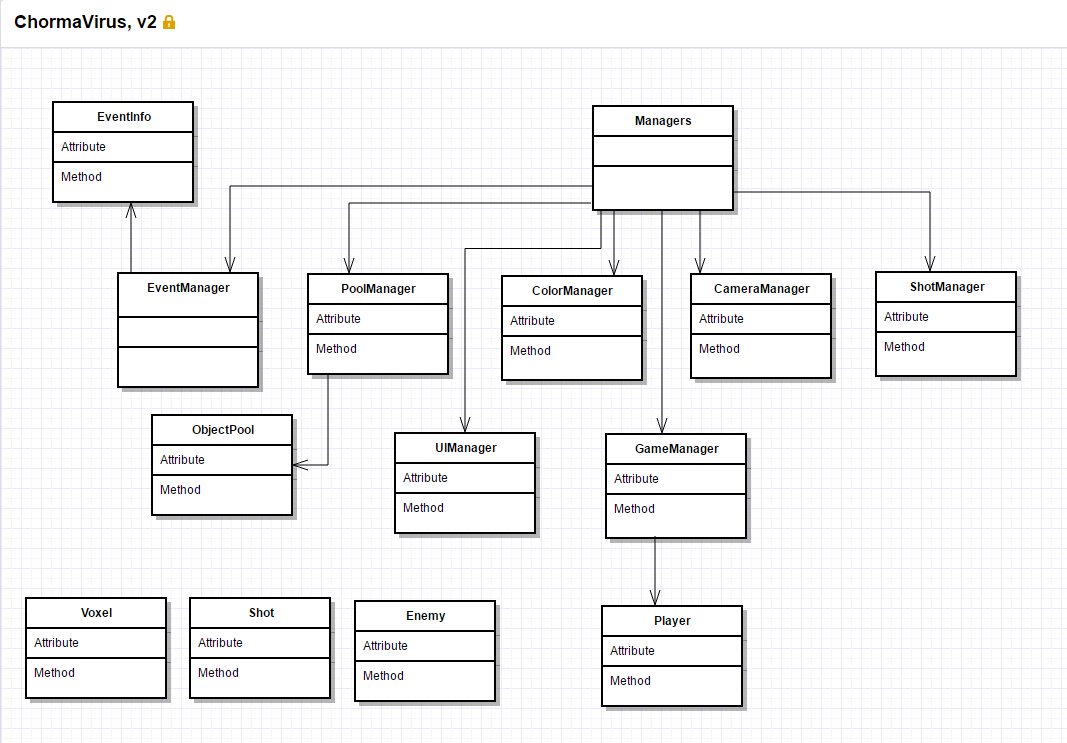 ChormaVirus, v2
EventInfo
Attribute
Method
Managers
EventManager
PoolManager
Attribute
Method
ColorManager
Attribute
Method
CameraManager
Attribute
Method
ShotManager
Attribute
Method
ObjectPool
Attribute
Method
UIManager
Attribute
Method
GameManager
Attribute
Method
Voxel
Attribute
Method
Shot
Attribute
Method
Enemy
Attribute
Method
Player
Attribute
Method